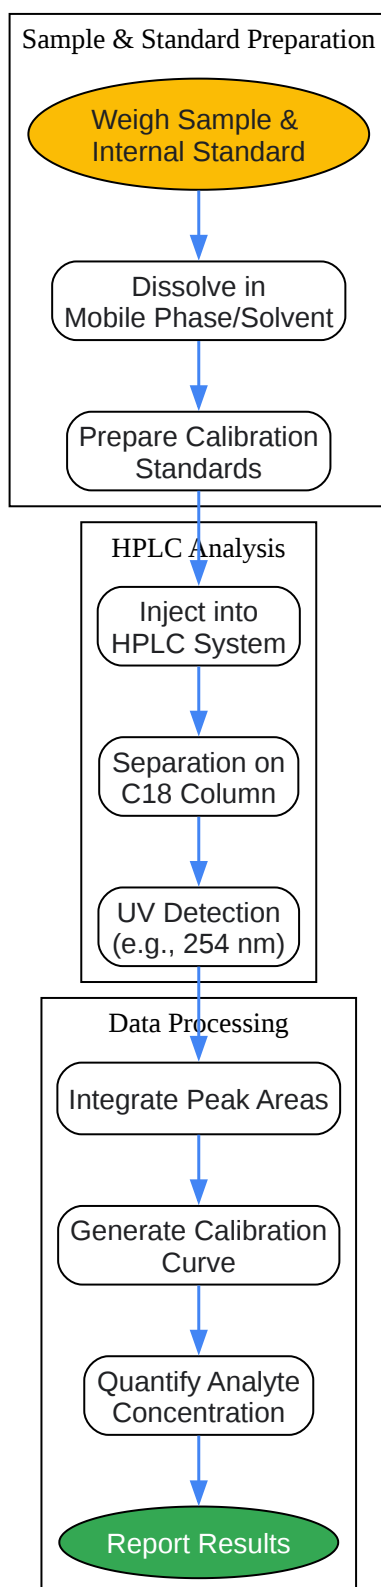 Sample & Standard Preparation
Weigh Sample &
Internal Standard
Dissolve in
Mobile Phase/Solvent
Prepare Calibration
Standards
HPLC Analysis
Inject into
HPLC System
Separation on
C18 Column
UV Detection
(e.g., 254 nm)
Data Processing
Integrate Peak Areas
Generate Calibration
Curve
Quantify Analyte
Concentration
Report Results